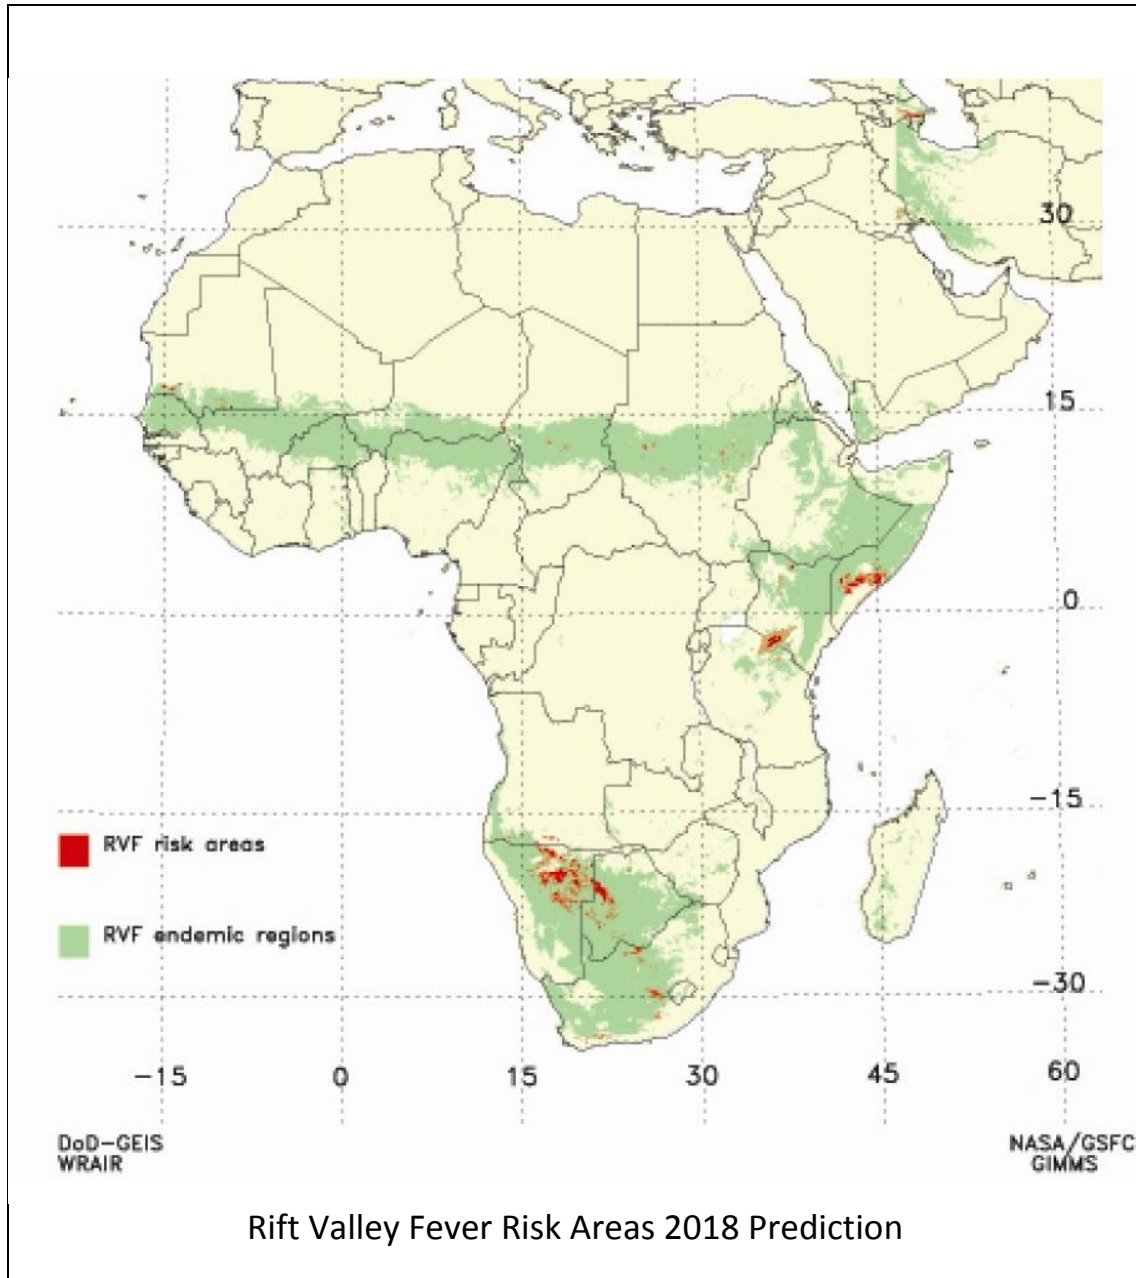 30
15
0
-15
RVF risk areas
RVF endemic regions
-30
-15 0 15 30 45 60
DoD-GEIS
WRAIR
NASA/GSFC
GIMMS
Rift Valley Fever Risk Areas 2018 Prediction